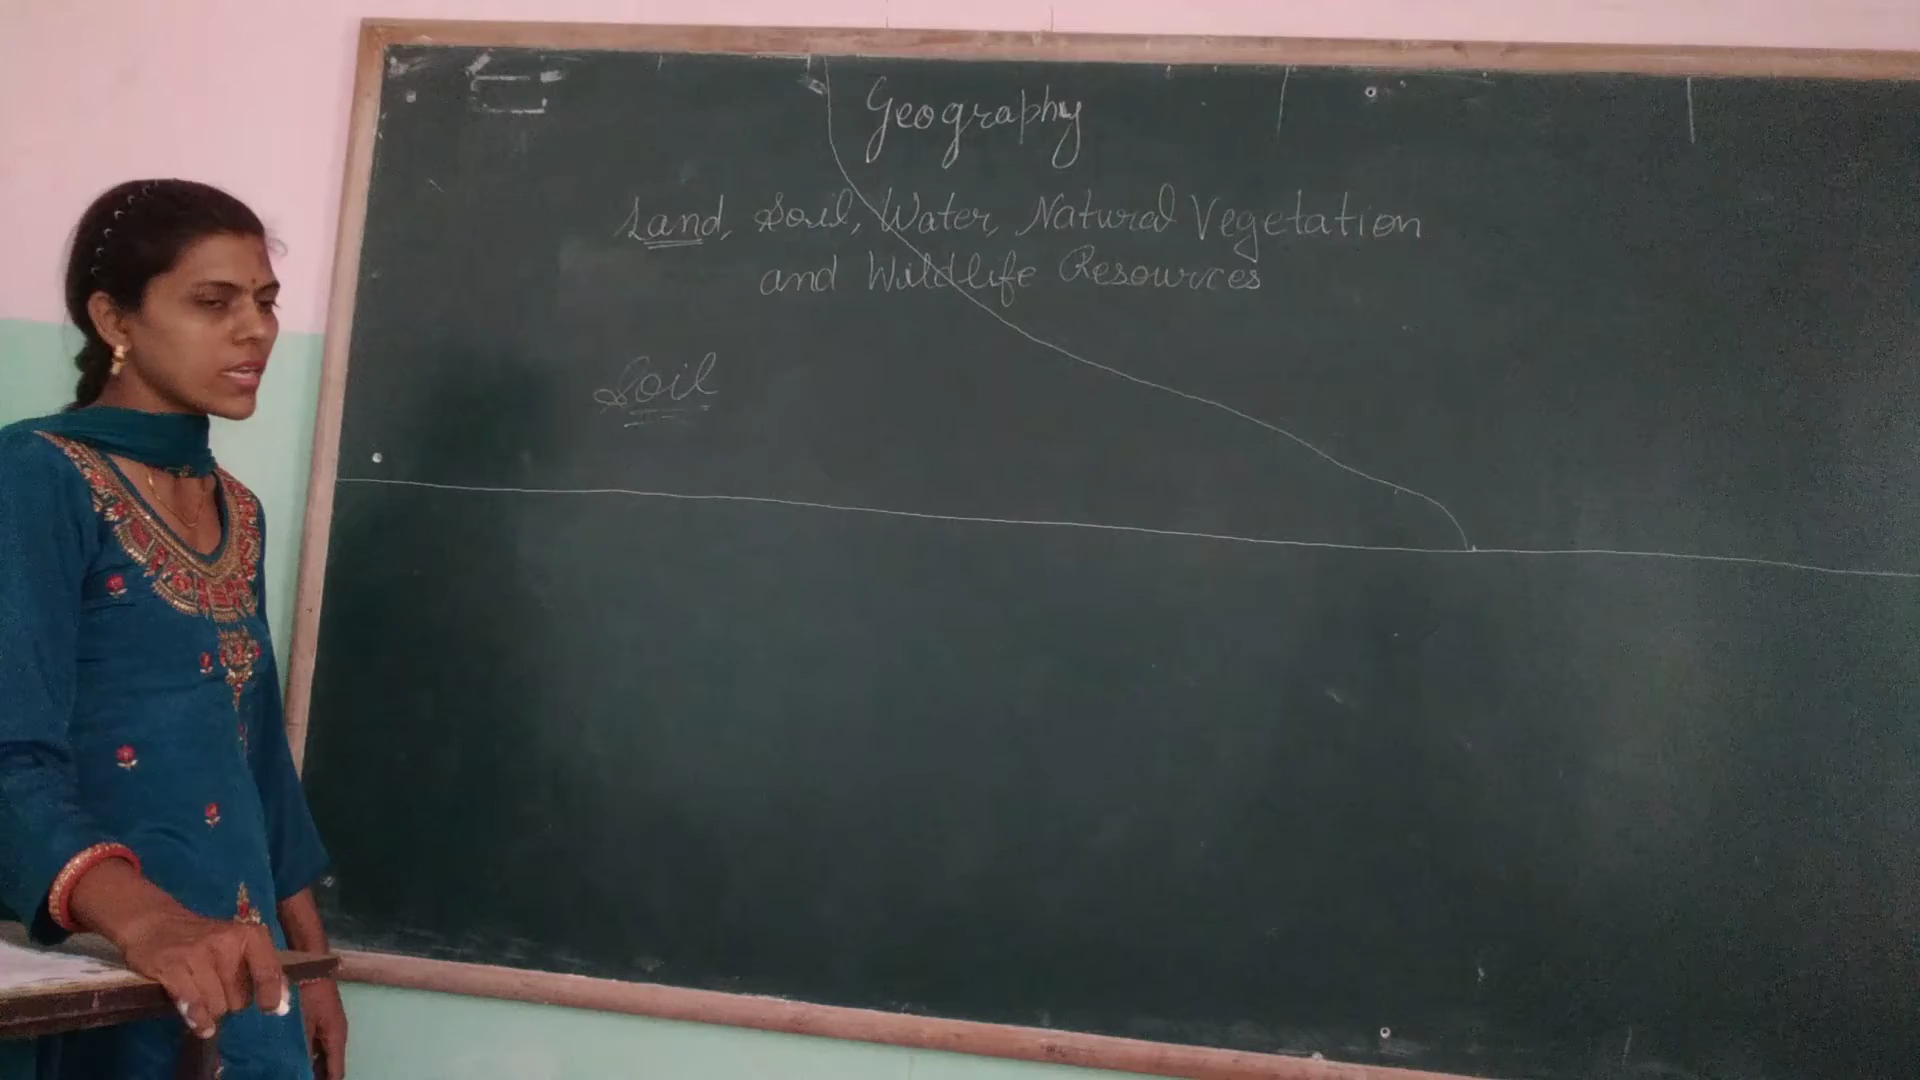 Geography
Land, Soil, Water, Natural Vegetation
and Wildlife Resources
Soil